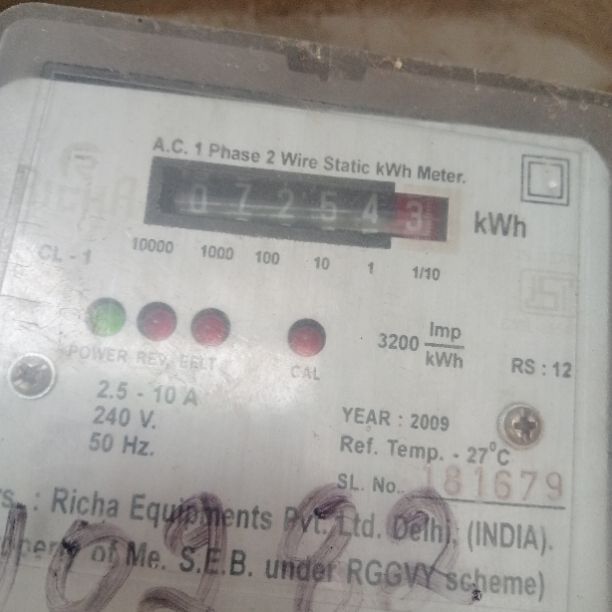 A.C. 1 Phase 2 Wire Static kWh Meter.
0 7 2 5 4 3 kWh
CL - 1 10000 1000 100 10 1 1/10
3200 Imp/kWh
RS : 12
POWER REV. EELT CAL
2.5 - 10 A
240 V.
50 Hz.
YEAR : 2009
Ref. Temp. - 27°C
SL. No.. 181679
: Richa Equipments Pvt. Ltd. Delhi, (INDIA).
of Me. S.E.B. under RGGVY scheme)